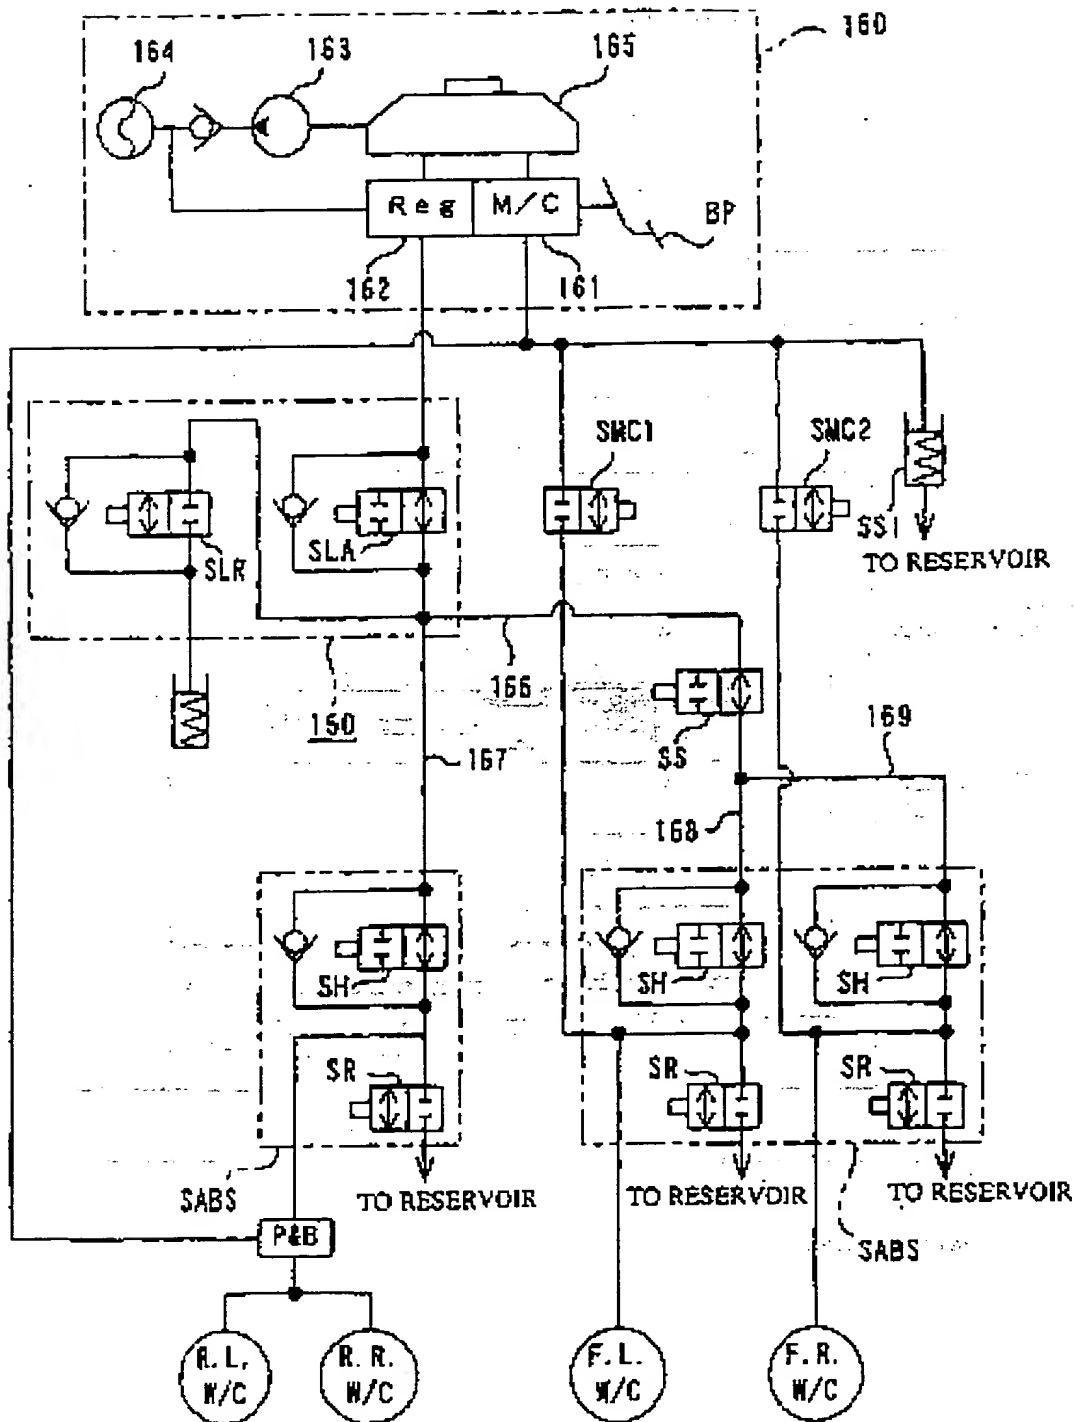 160
164
163
165
Reg
M/C
BP
162
161
SMC1
SMC2
SS1
TO RESERVOIR
SLR
SLA
166
150
SS
169
167
168
SH
SH
SH
SR
SR
SR
SABS
TO RESERVOIR
TO RESERVOIR
TO RESERVOIR
SABS
P&B
R.L.
W/C
R.R.
W/C
F.L.
W/C
F.R.
W/C